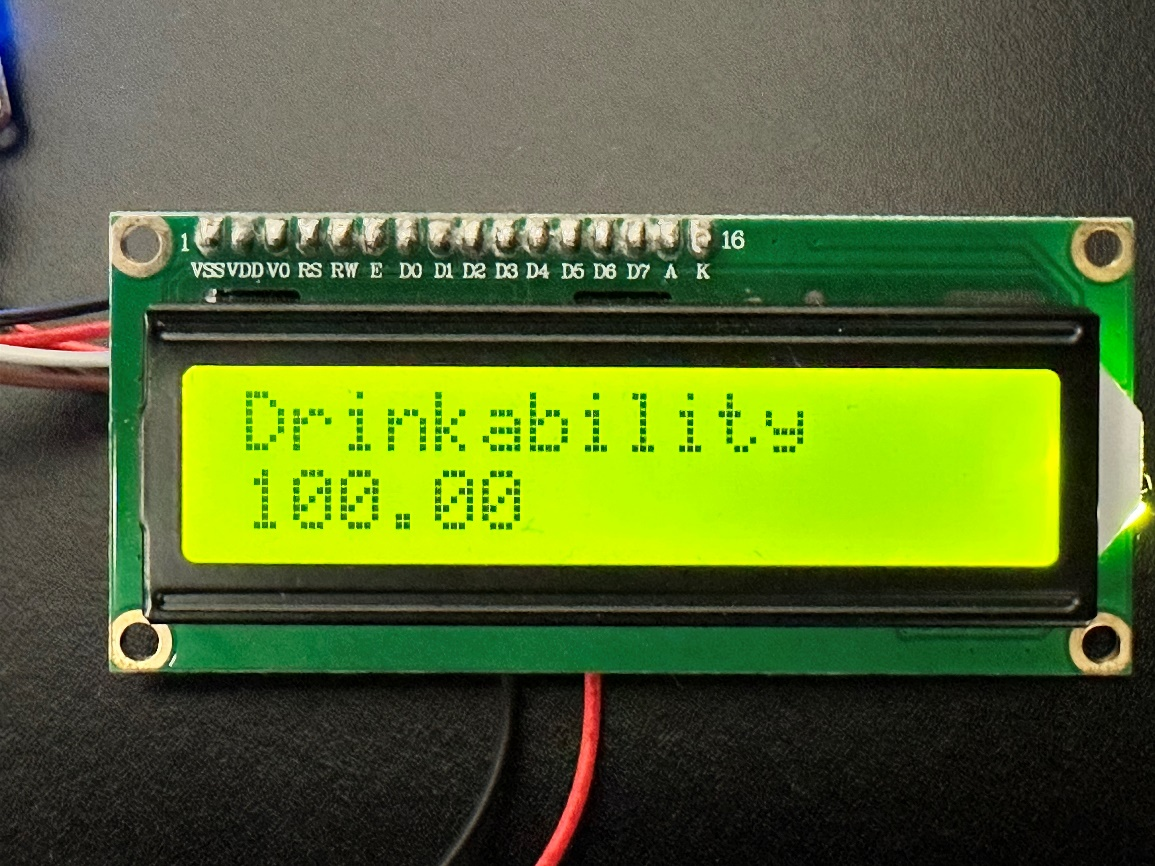 1 16
VSS VDD V0 RS RW E D0 D1 D2 D3 D4 D5 D6 D7 A K
Drinkability
100.00